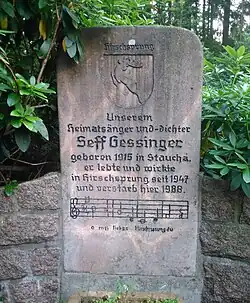 Hirschsprung
Unserem
Heimatsänger und-dichter
Seff Gessinger
geboren 1915 in Staucha
er lebte und wirkte
in Hirschsprung seit 1947
und verstarb hier 1988.